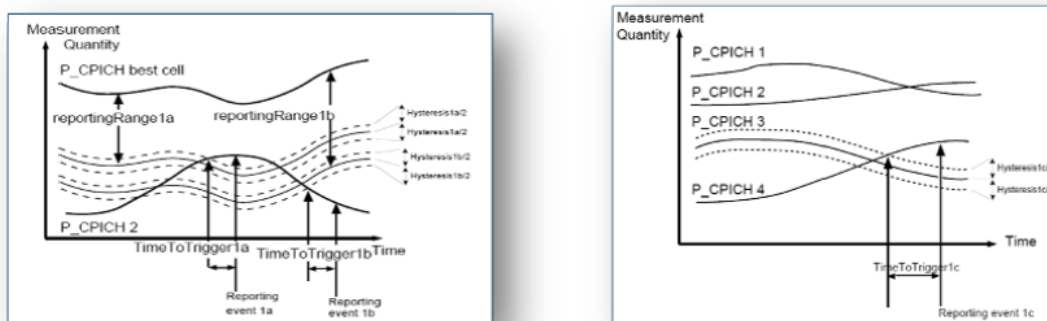 Measurement
Quantity
P_CPICH best cell
reportingRange1a
reportingRange1b
Hysteresis1a/2
Hysteresis1a/2
Hysteresis1b/2
Hysteresis1b/2
P_CPICH 2
TimeToTrigger1a
TimeToTrigger1b
Time
Reporting
event 1a
Reporting
event 1b
Measurement
Quantity
P_CPICH 1
P_CPICH 2
P_CPICH 3
P_CPICH 4
Hysteresis1c/
Hysteresis1c/
Time
TimeToTrigger1c
Reporting event 1c